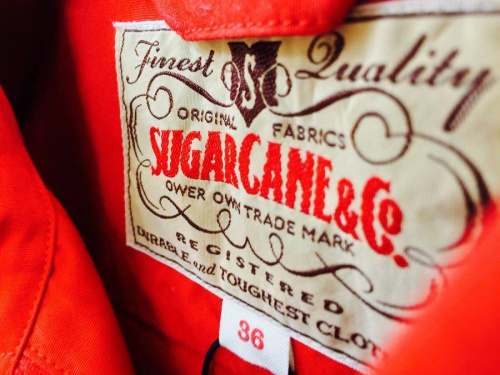 Finest Quality
S
ORIGINAL FABRICS
SUGARCANE&Co.
OWER OWN TRADE MARK
REGISTERED
DURABLE and TOUGHEST CLOT
36